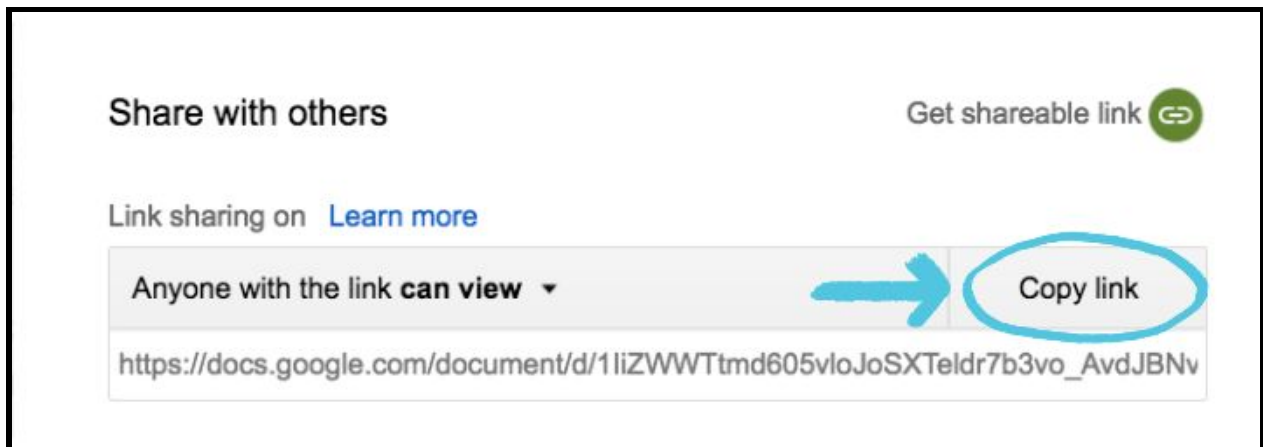 Share with others
Get shareable link
Link sharing on Learn more
Anyone with the link can view
Copy link
https://docs.google.com/document/d/1IiZWWTtmd605vloJoSXTeldr7b3vo_AvdJBNv